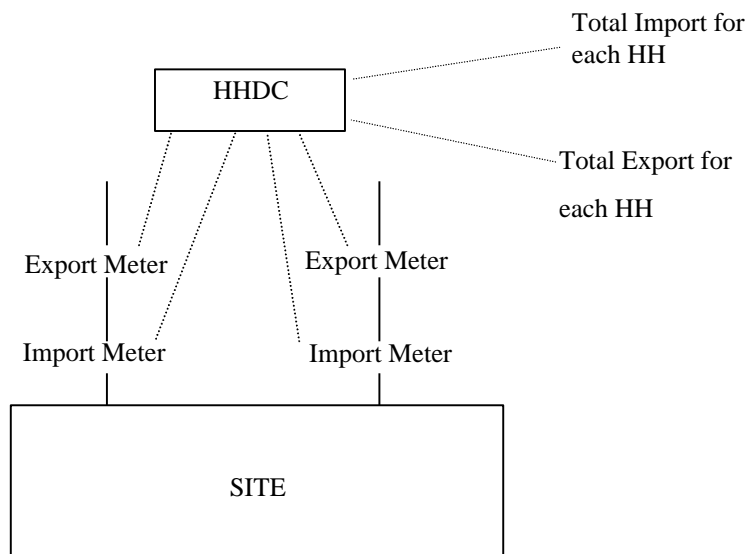 Total Import for
each HH
HHDC
Total Export for
each HH
Export Meter
Export Meter
Import Meter
Import Meter
SITE